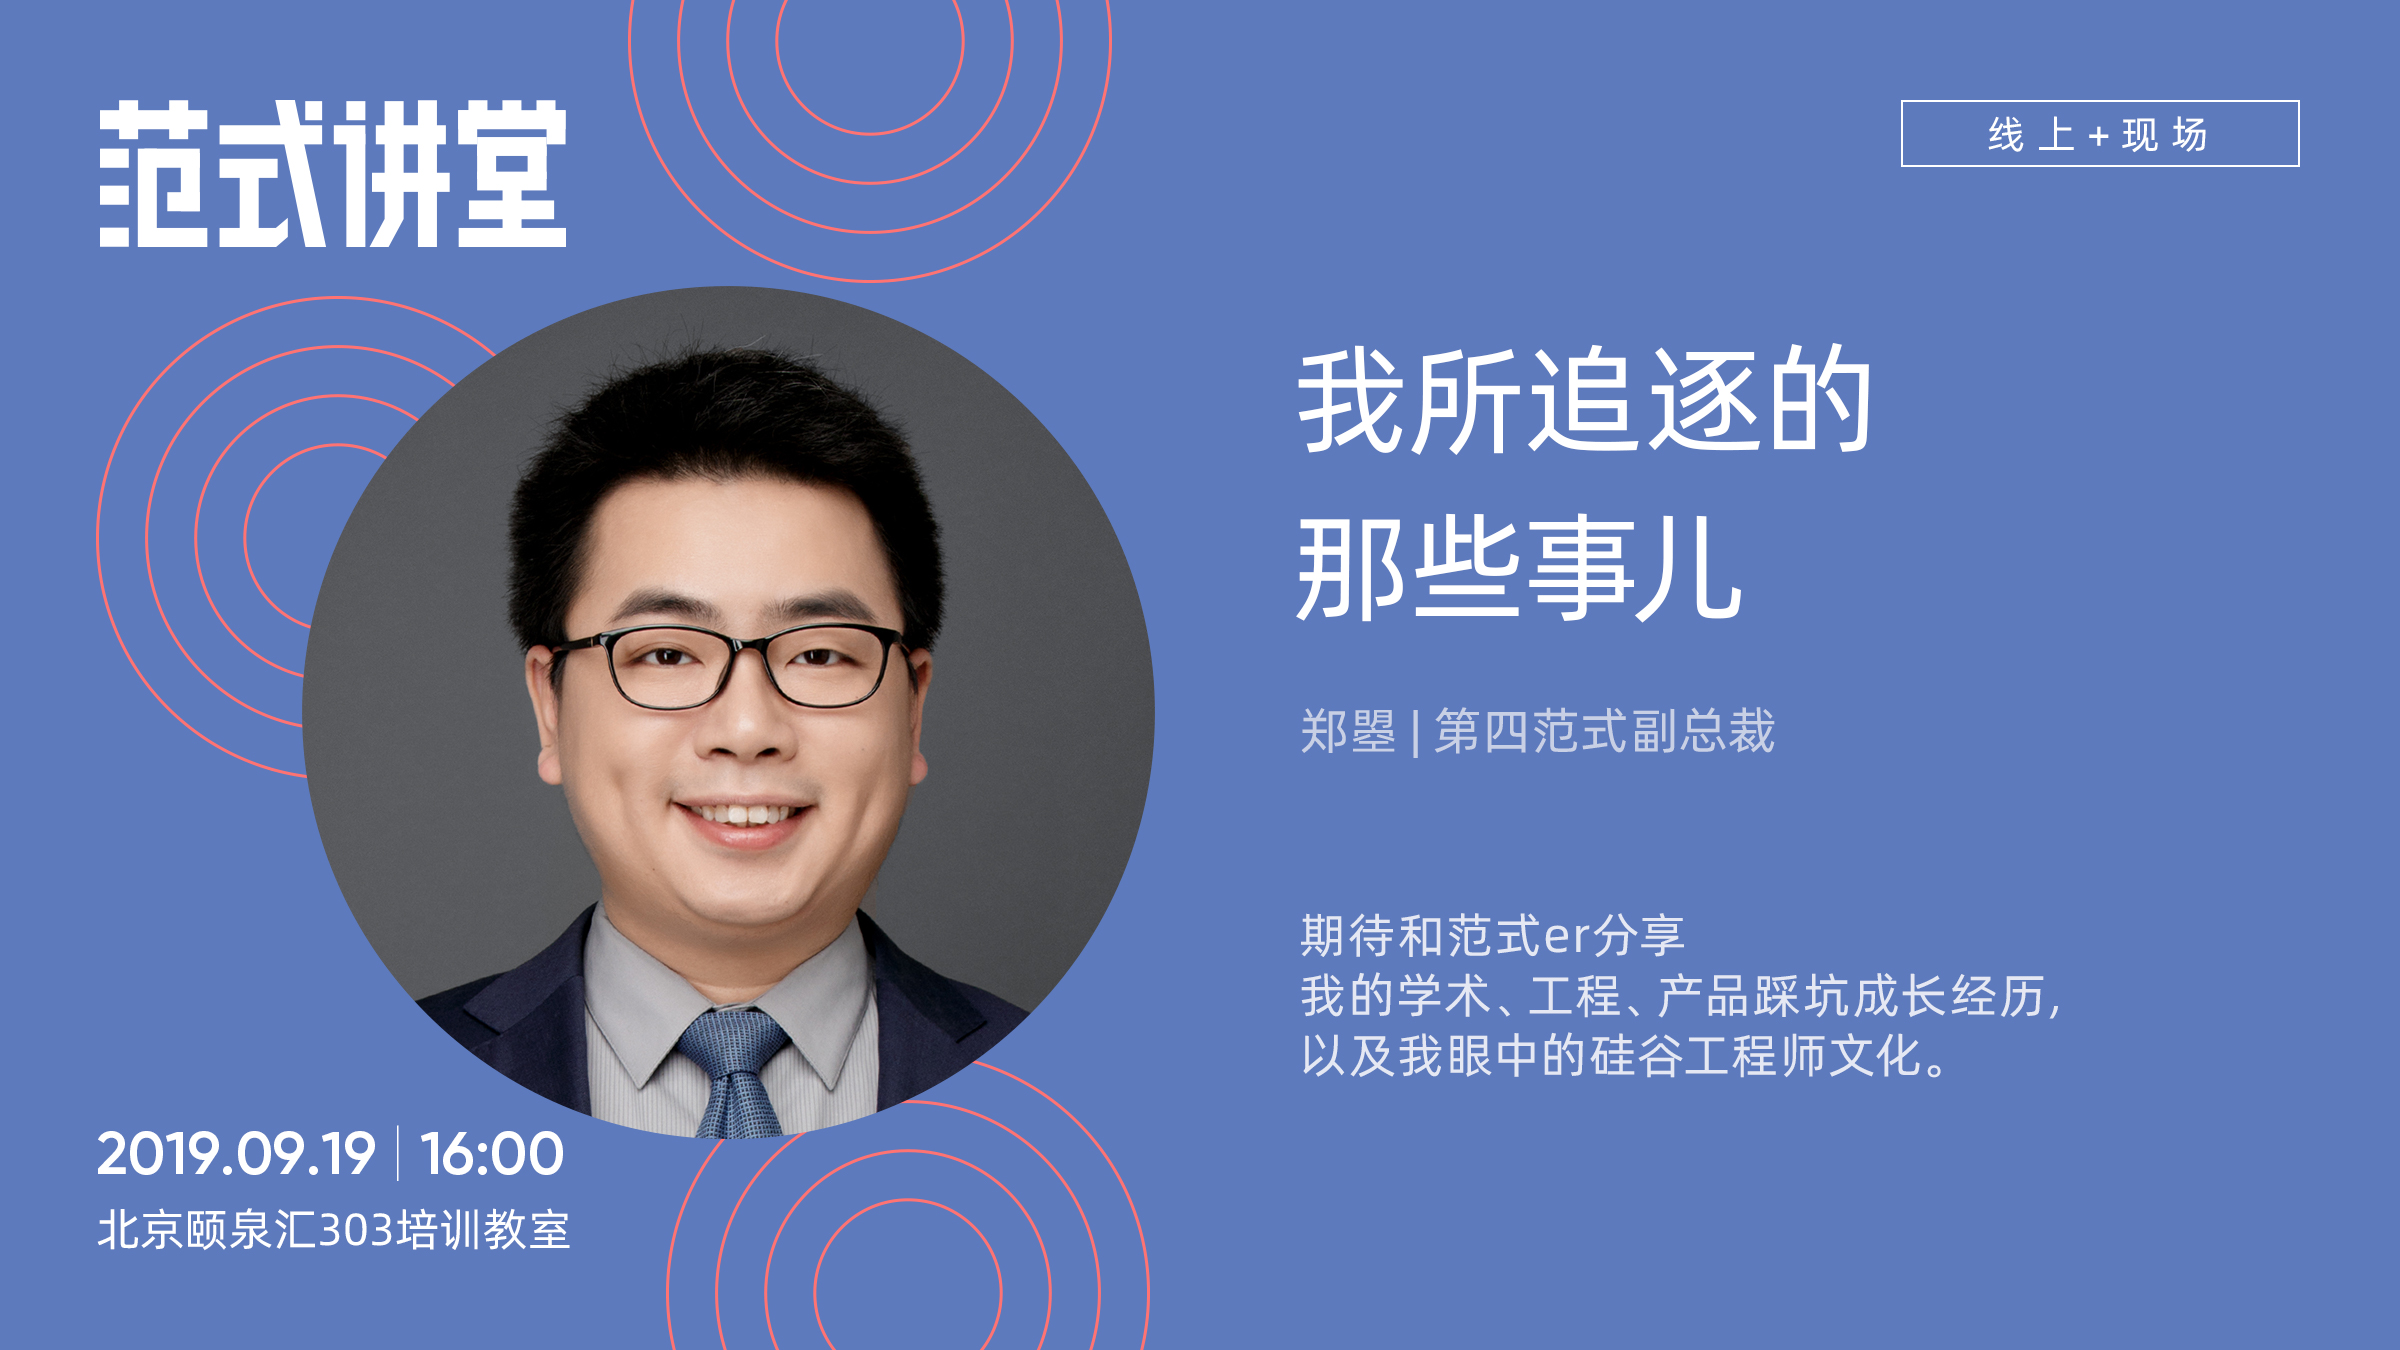 范式讲堂
线上+现场
我所追逐的
那些事儿
郑曌 | 第四范式副总裁
期待和范式er分享
我的学术、工程、产品踩坑成长经历,
以及我眼中的硅谷工程师文化。
2019.09.19 | 16:00
北京颐泉汇303培训教室